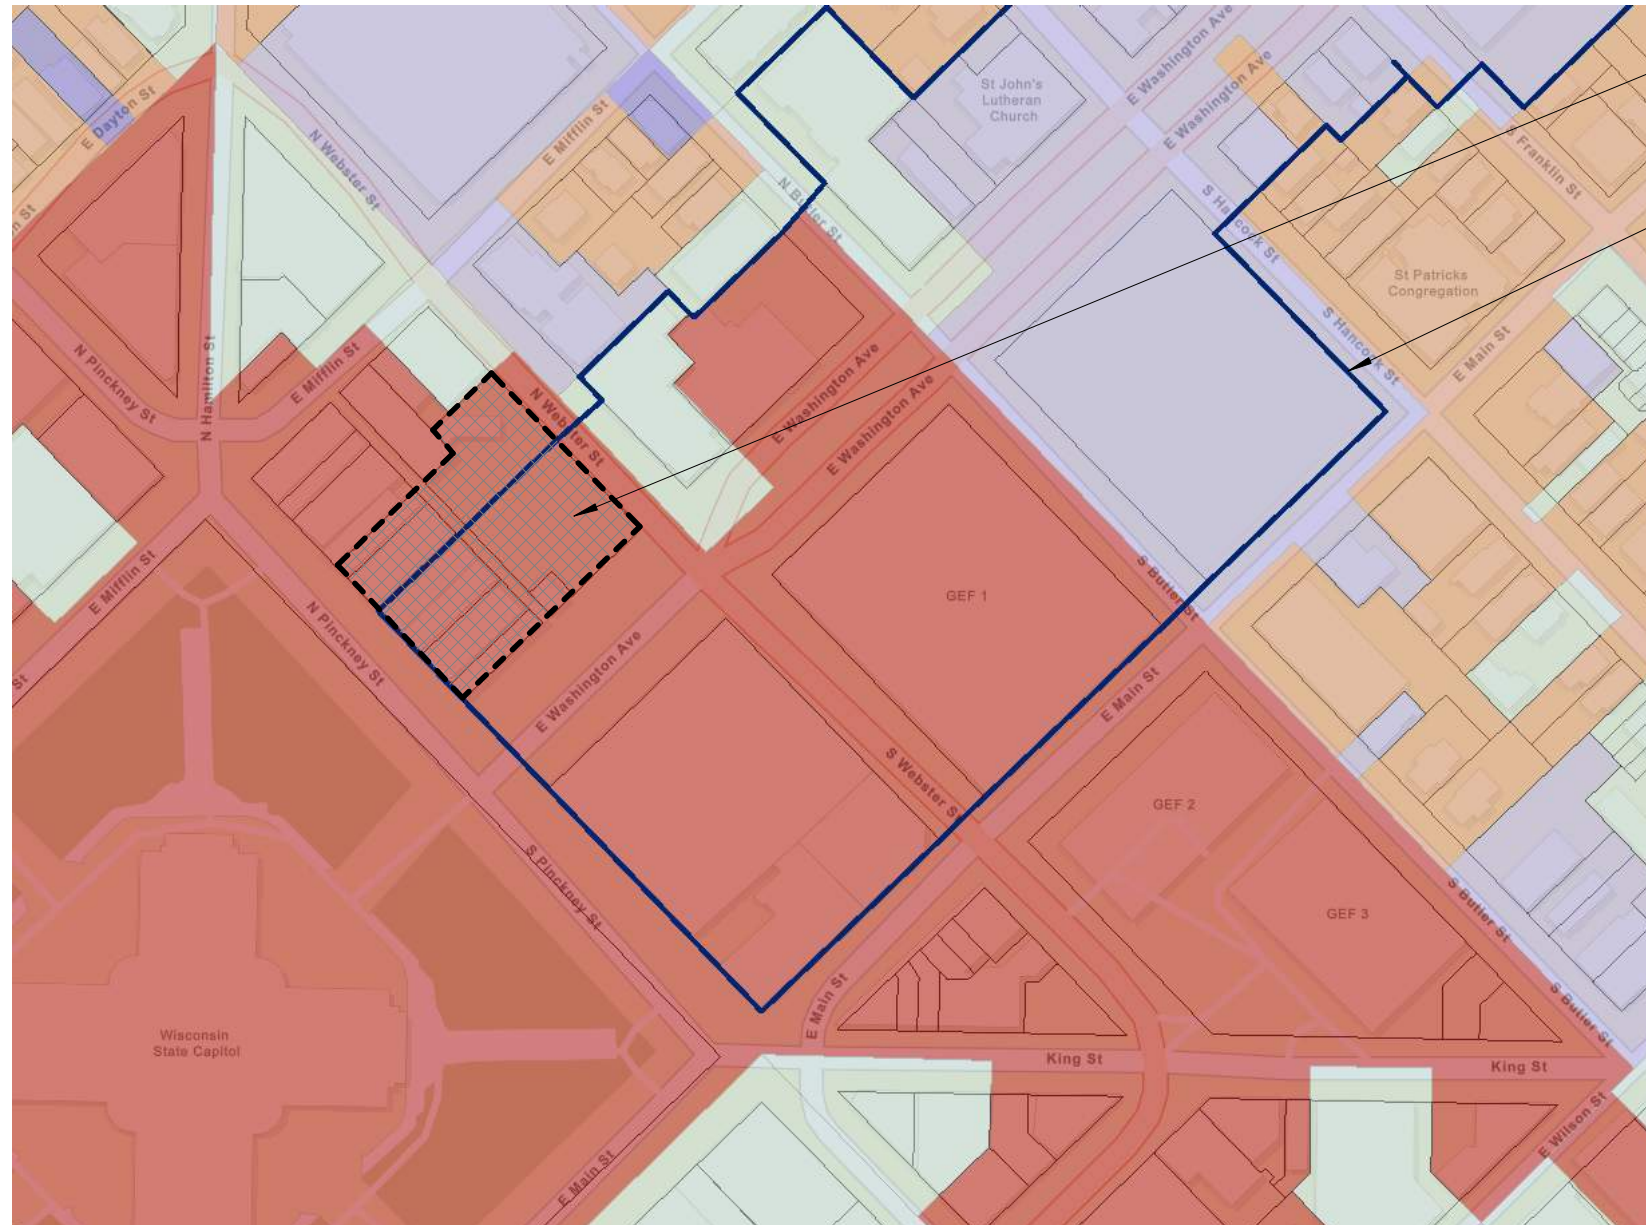 E Dayton St
N Webster St
E Mifflin St
N Butler St
St John's
Lutheran
Church
E Washington Ave
E Washington Ave
S Hancock St
S Franklin St
St Patricks
Congregation
S Hancock St
E Main St
n St
N Pinckney St
N Hamilton St
E Mifflin St
N Webster St
E Washington Ave
E Washington Ave
E Mifflin St
N Pinckney St
E Washington Ave
GEF 1
S Butler St
E Main St
St
S Webster St
GEF 2
GEF 3
S Pinckney St
S Butler St
S Butler St
E Main St
Wisconsin
State Capitol
King St
King St
E Wilson St
E Main St